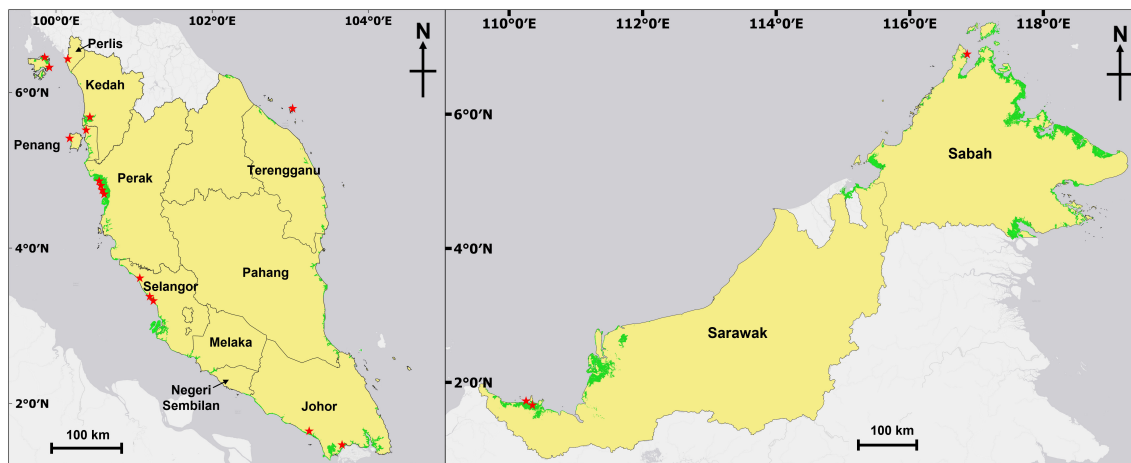 100°0′E 102°0′E 104°0′E
N
Perlis
Kedah
6°0′N
Penang
Perak
Terengganu
4°0′N
Pahang
Selangor
Melaka
Negeri
Sembilan
2°0′N
Johor
100 km
110°0′E 112°0′E 114°0′E 116°0′E 118°0′E
N
6°0′N
Sabah
4°0′N
Sarawak
2°0′N
100 km